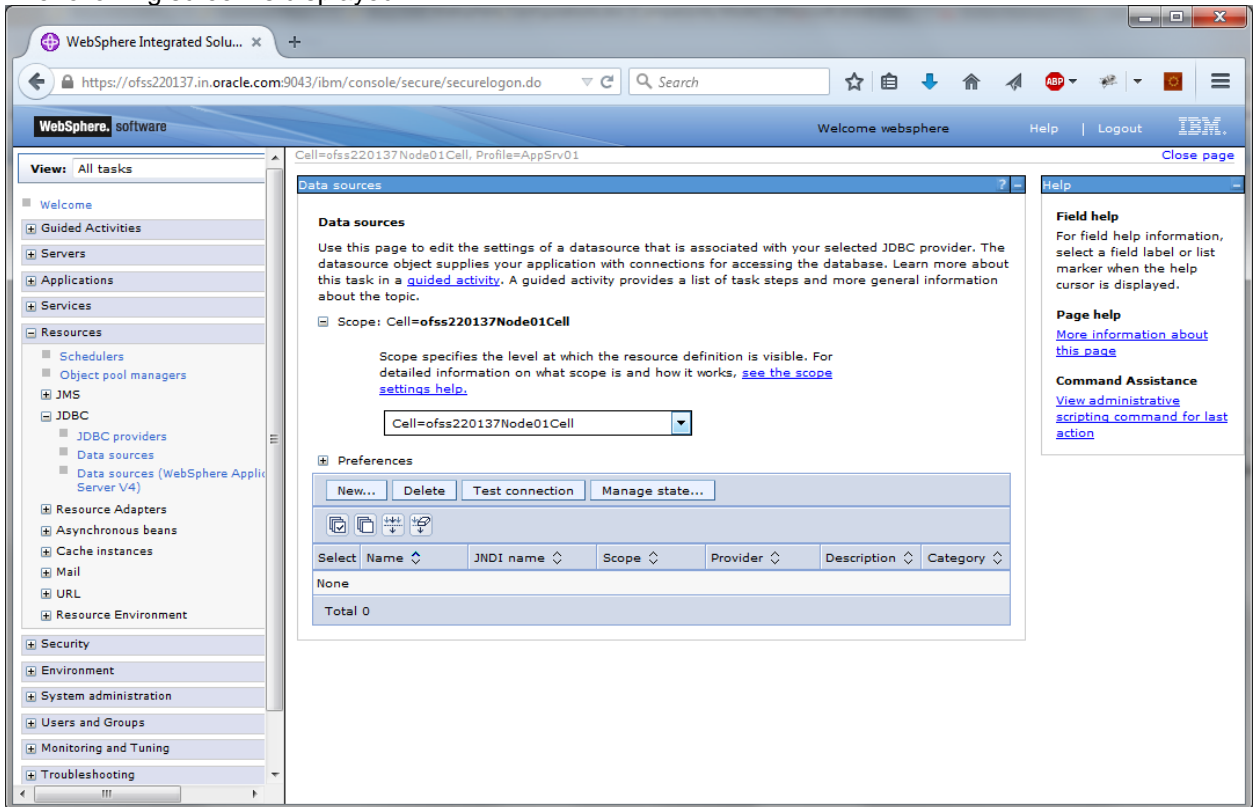 WebSphere Integrated Solu...
https://ofss220137.in.oracle.com:9043/ibm/console/secure/securelogon.do
Search
ABP
WebSphere. software
Welcome websphere
Help | Logout
IBM.
View: All tasks
Welcome
Guided Activities
Servers
Applications
Services
Resources
Schedulers
Object pool managers
JMS
JDBC
JDBC providers
Data sources
Data sources (WebSphere Applic
Server V4)
Resource Adapters
Asynchronous beans
Cache instances
Mail
URL
Resource Environment
Security
Environment
System administration
Users and Groups
Monitoring and Tuning
Troubleshooting
Cell=ofss220137Node01Cell, Profile=AppSrv01
Close page
Data sources
Data sources
Use this page to edit the settings of a datasource that is associated with your selected JDBC provider. The
datasource object supplies your application with connections for accessing the database. Learn more about
this task in a guided activity. A guided activity provides a list of task steps and more general information
about the topic.
Scope: Cell=ofss220137Node01Cell
Scope specifies the level at which the resource definition is visible. For
detailed information on what scope is and how it works, see the scope
settings help.
Cell=ofss220137Node01Cell
Preferences
New... Delete Test connection Manage state...
Select Name JNDI name Scope Provider Description Category
None
Total 0
Help
Field help
For field help information,
select a field label or list
marker when the help
cursor is displayed.
Page help
More information about
this page
Command Assistance
View administrative
scripting command for last
action